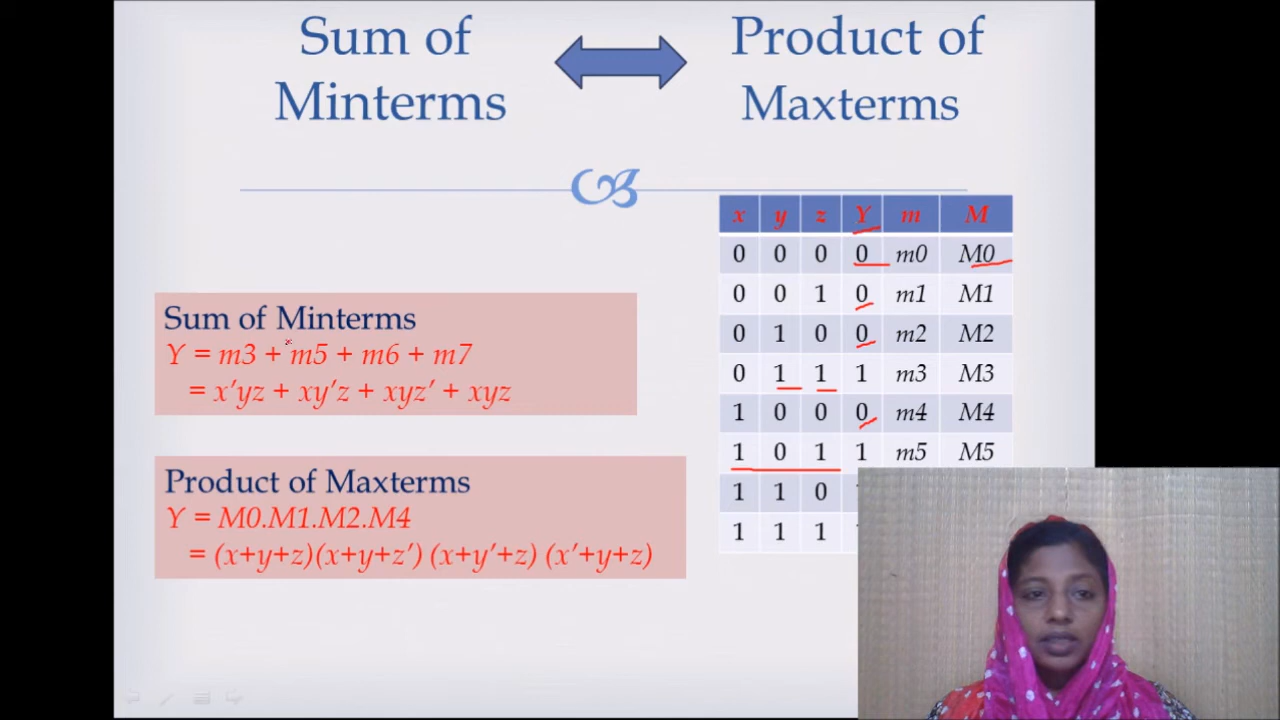 Sum of Minterms
Product of Maxterms
x y z Y m M
0 0 0 0 m0 M0
0 0 1 0 m1 M1
0 1 0 0 m2 M2
0 1 1 1 m3 M3
1 0 0 0 m4 M4
1 0 1 1 m5 M5
1 1 0
1 1 1
Sum of Minterms
Y = m3 + m5 + m6 + m7
= x'yz + xy'z + xyz' + xyz
Product of Maxterms
Y = M0.M1.M2.M4
= (x+y+z)(x+y+z') (x+y'+z) (x'+y+z)